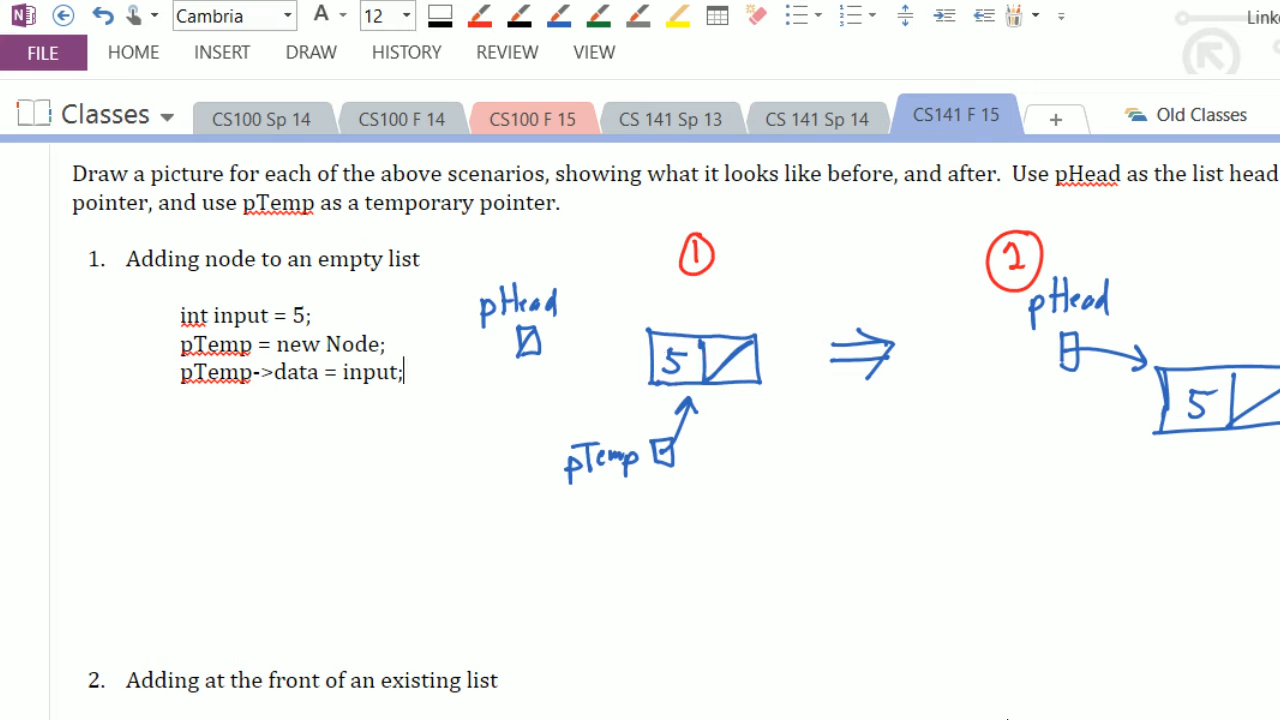 Cambria
A
12
Link
FILE
HOME
INSERT
DRAW
HISTORY
REVIEW
VIEW
Classes
CS100 Sp 14
CS100 F 14
CS100 F 15
CS 141 Sp 13
CS 141 Sp 14
CS141 F 15
+
Old Classes
Draw a picture for each of the above scenarios, showing what it looks like before, and after. Use pHead as the list head
pointer, and use pTemp as a temporary pointer.
1. Adding node to an empty list
1
2
pHead
pHead
int input = 5;
pTemp = new Node;
pTemp->data = input;
5
5
pTemp
2. Adding at the front of an existing list